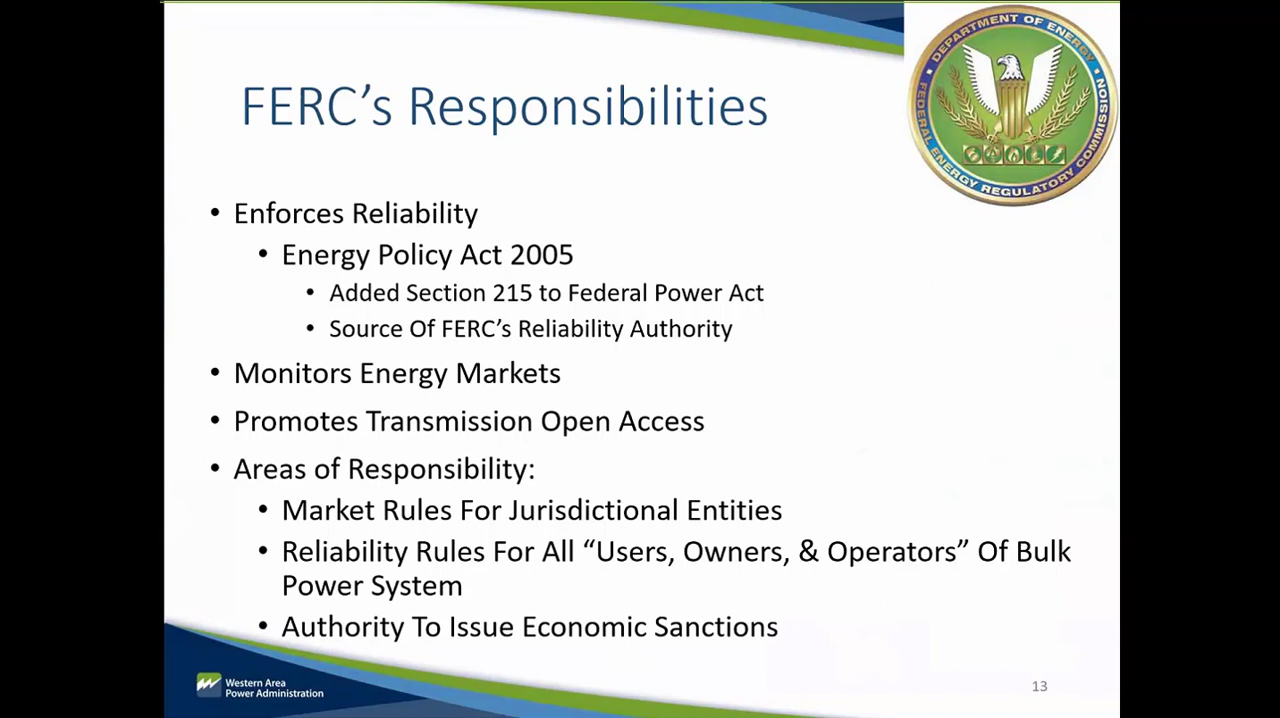 DEPARTMENT OF ENERGY
FEDERAL ENERGY REGULATORY COMMISSION
FERC’s Responsibilities
• Enforces Reliability
• Energy Policy Act 2005
• Added Section 215 to Federal Power Act
• Source Of FERC’s Reliability Authority
• Monitors Energy Markets
• Promotes Transmission Open Access
• Areas of Responsibility:
• Market Rules For Jurisdictional Entities
• Reliability Rules For All “Users, Owners, & Operators” Of Bulk
Power System
• Authority To Issue Economic Sanctions
Western Area
Power Administration
13